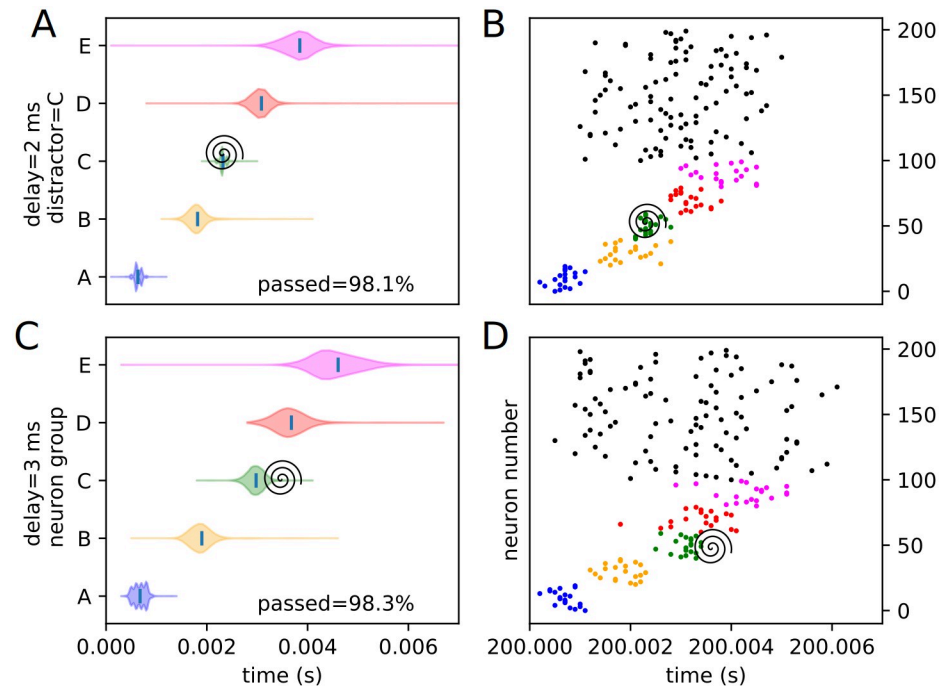 A
B
E
D
C
B
A
delay=2 ms
distractor=C
passed=98.1%
200
150
100
50
0
C
D
E
D
C
B
A
delay=3 ms
neuron group
passed=98.3%
neuron number
200
150
100
50
0
0.000 0.002 0.004 0.006
200.000 200.002 200.004 200.006
time (s)
time (s)